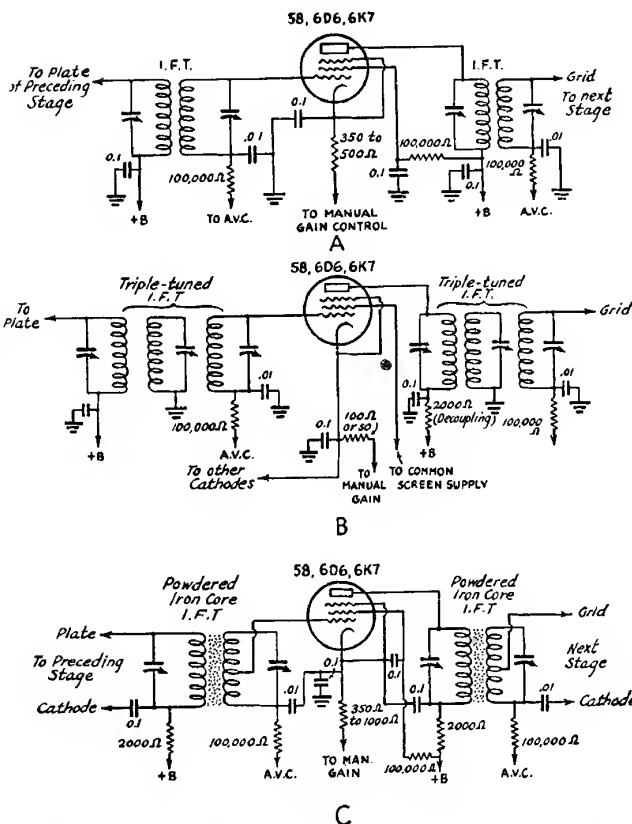 58, 6D6, 6K7
I.F.T.
I.F.T.
To Plate
of Preceding
Stage
Grid
To next
Stage
0.1
.01
0.1
350 to
500Ω
100,000Ω
0.1
0.1
.01
100,000
Ω
100,000Ω
+B
TO A.V.C.
TO MANUAL
GAIN CONTROL
+B
A.V.C.
A
58, 6D6, 6K7
Triple-tuned
I.F.T.
Triple-tuned
I.F.T.
To
Plate
Grid
.01
0.1
100,000Ω
0.1
100Ω
or so)
0.1
2000Ω
(Decoupling)
.01
100,000
Ω
+B
A.V.C.
To other
Cathodes
TO
MANUAL
GAIN
TO COMMON
SCREEN SUPPLY
+B
B
58, 6D6, 6K7
Powdered
Iron Core
I.F.T.
Powdered
Iron Core
I.F.T
Plate
To Preceding
Stage
Cathode
Grid
Next
Stage
Cathode
0.1
.01
0.1
0.1
0.1
.01
2000Ω
100,000Ω
350Ω
to 1000Ω
2000Ω
100,000Ω
+B
A.V.C.
TO MAN.
GAIN
100,000Ω
+B
A.V.C.
C